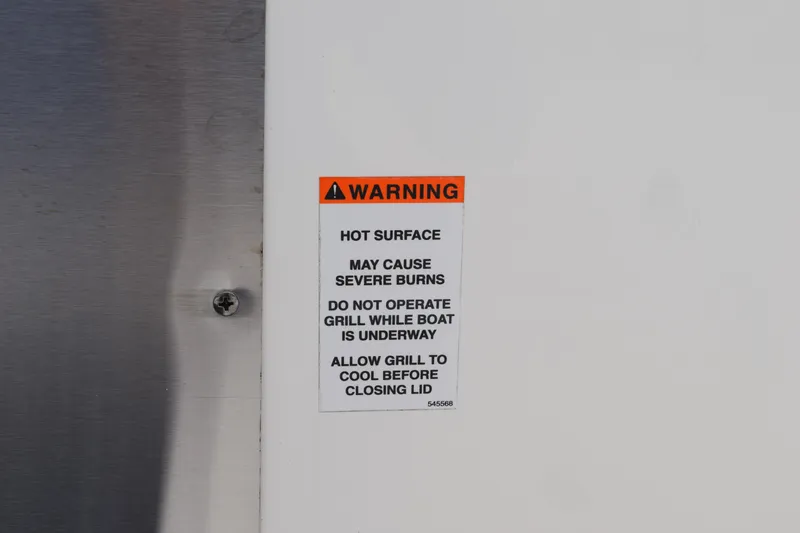 WARNING
HOT SURFACE
MAY CAUSE
SEVERE BURNS
DO NOT OPERATE
GRILL WHILE BOAT
IS UNDERWAY
ALLOW GRILL TO
COOL BEFORE
CLOSING LID
545568